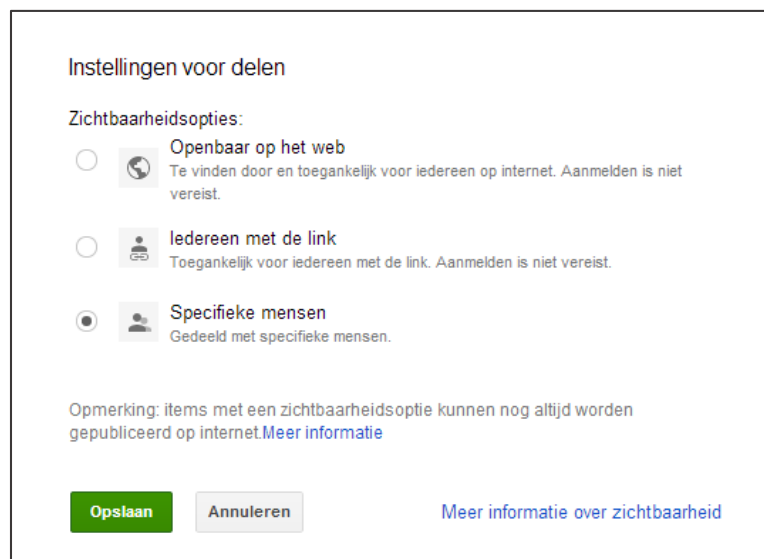 Instellingen voor delen
Zichtbaarheidsopties:
Openbaar op het web
Te vinden door en toegankelijk voor iedereen op internet. Aanmelden is niet
vereist.
Iedereen met de link
Toegankelijk voor iedereen met de link. Aanmelden is niet vereist.
Specifieke mensen
Gedeeld met specifieke mensen.
Opmerking: items met een zichtbaarheidsoptie kunnen nog altijd worden
gepubliceerd op internet.Meer informatie
Opslaan Annuleren Meer informatie over zichtbaarheid